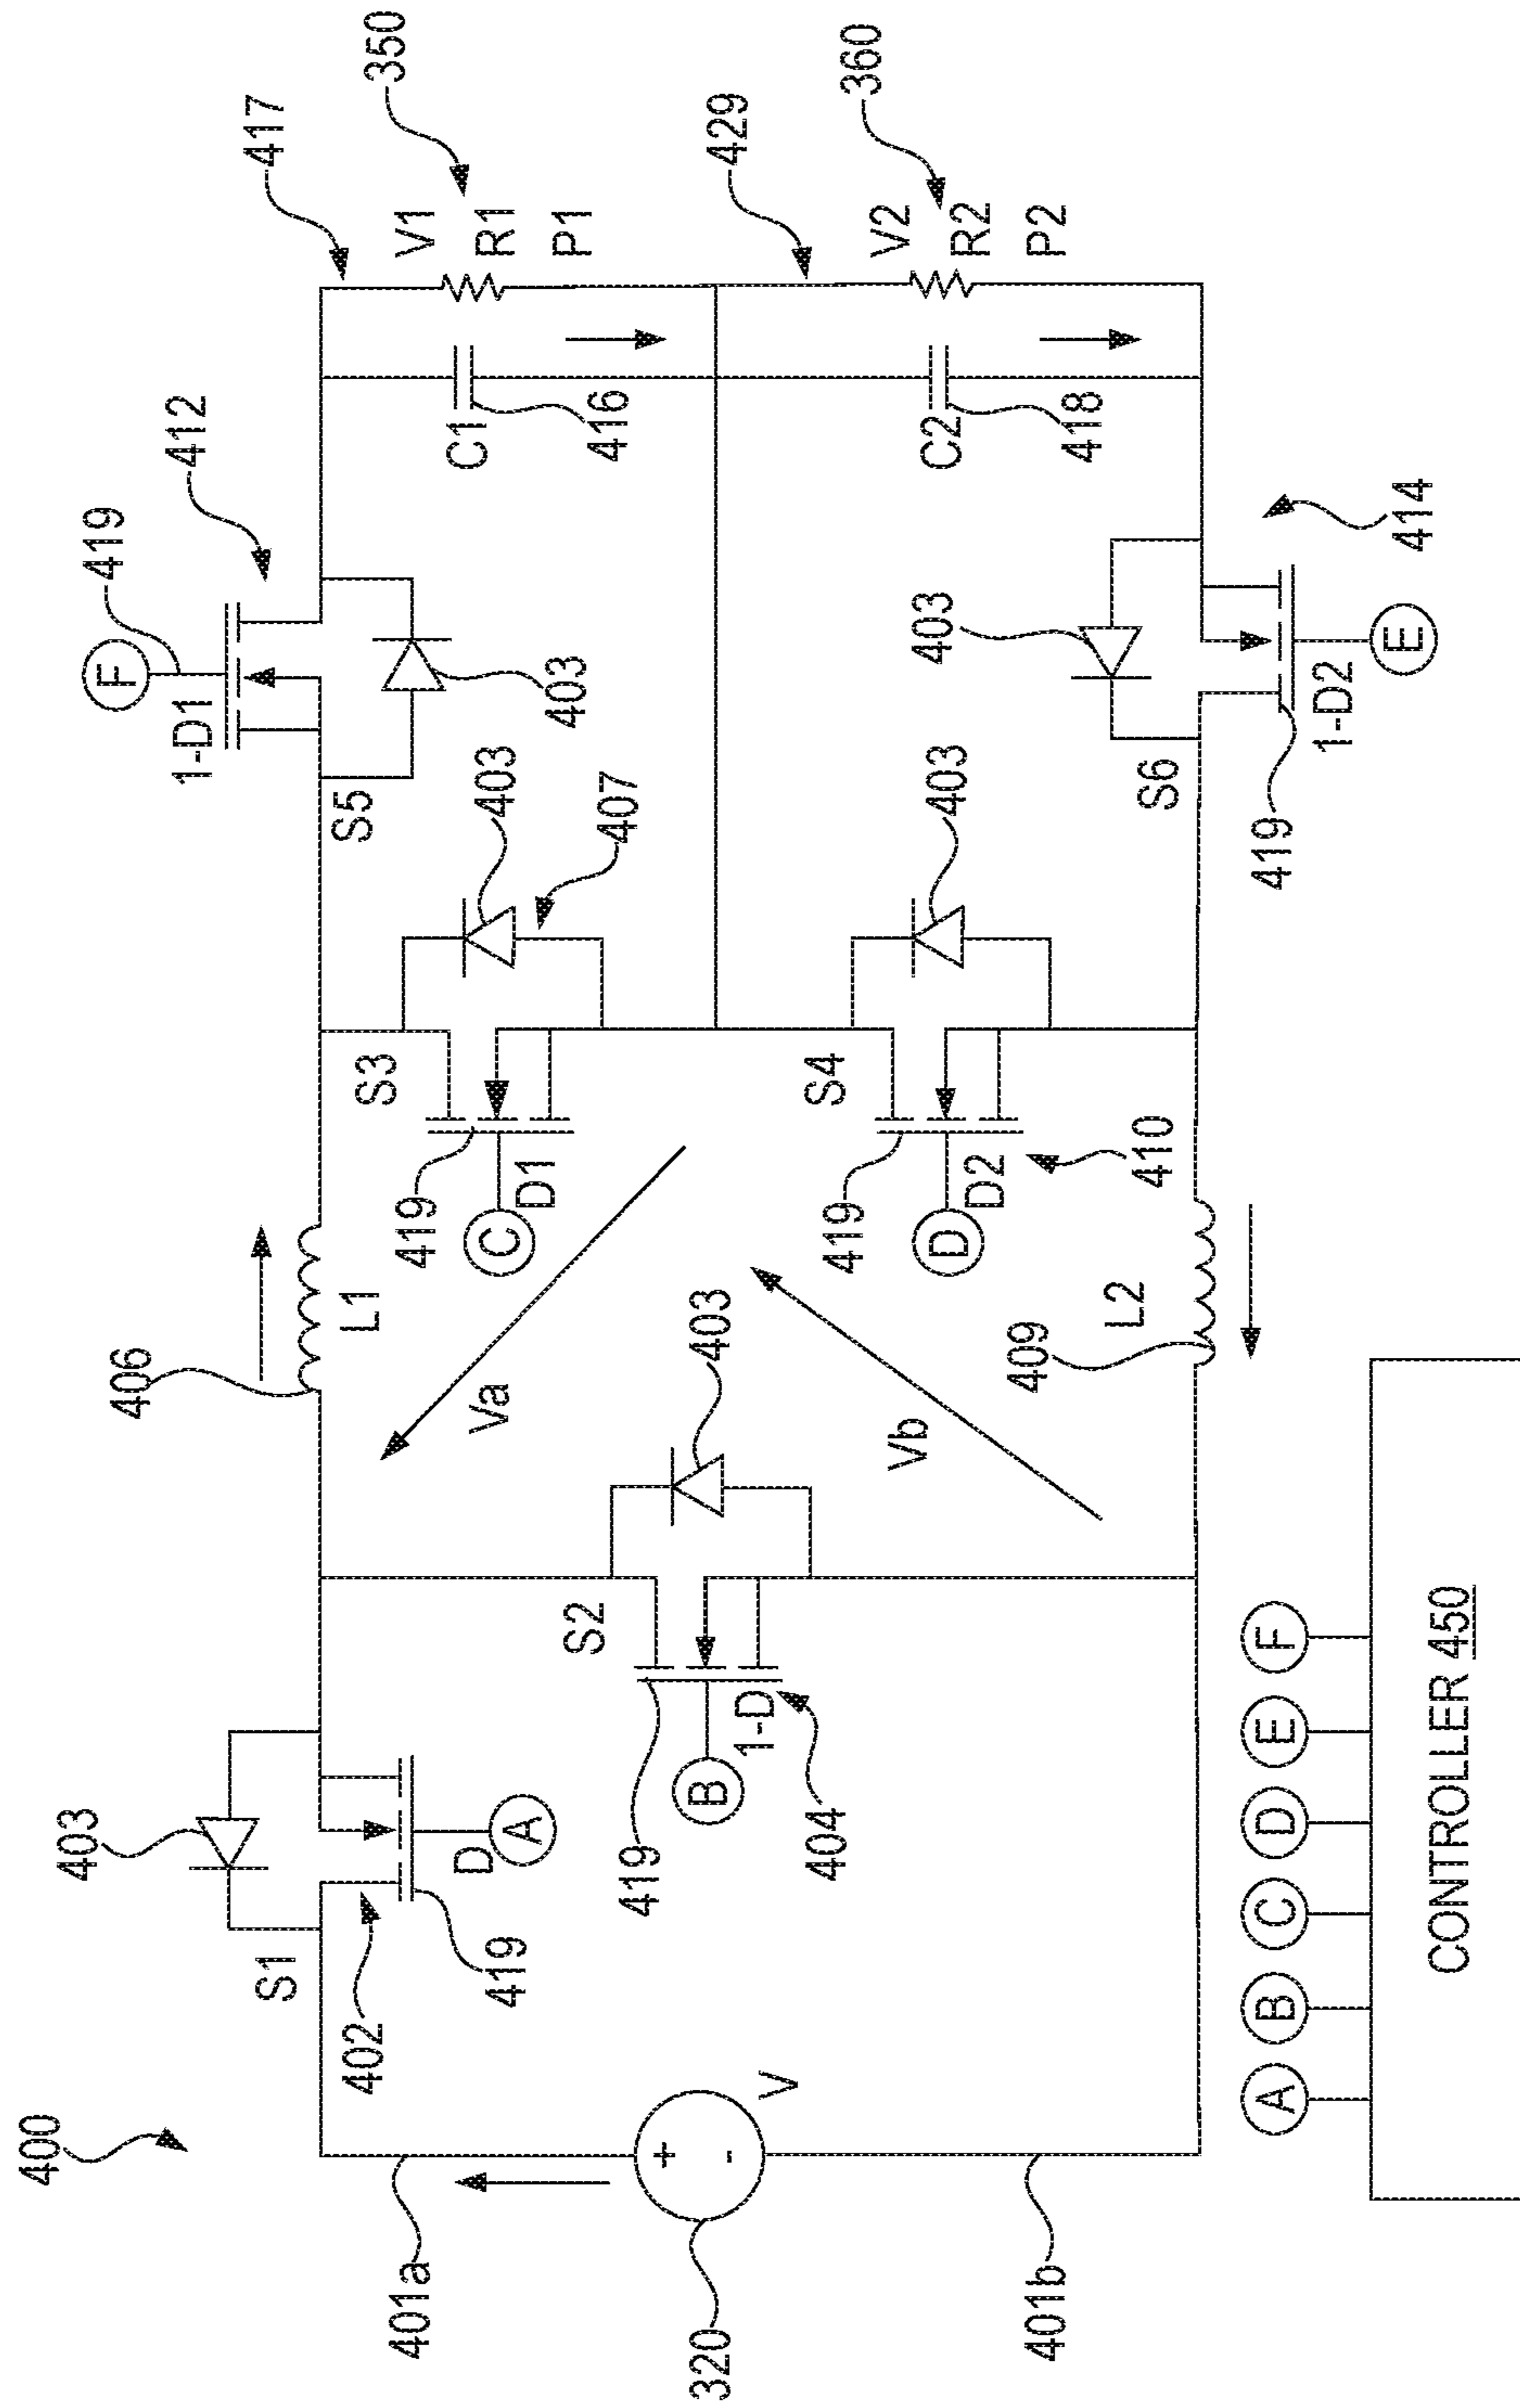 400
401a
401b
320
+
-
V
S1
402
403
D
A
419
S2
419
B
1-D
404
403
406
L1
Va
Vb
409
L2
S3
419
C
D1
403
407
S4
419
D
D2
410
403
F
419
1-D1
412
S5
403
403
S6
419
1-D2
E
414
C1
416
C2
418
417
V1
R1
P1
350
429
V2
R2
P2
360
A B C D E F
CONTROLLER 450